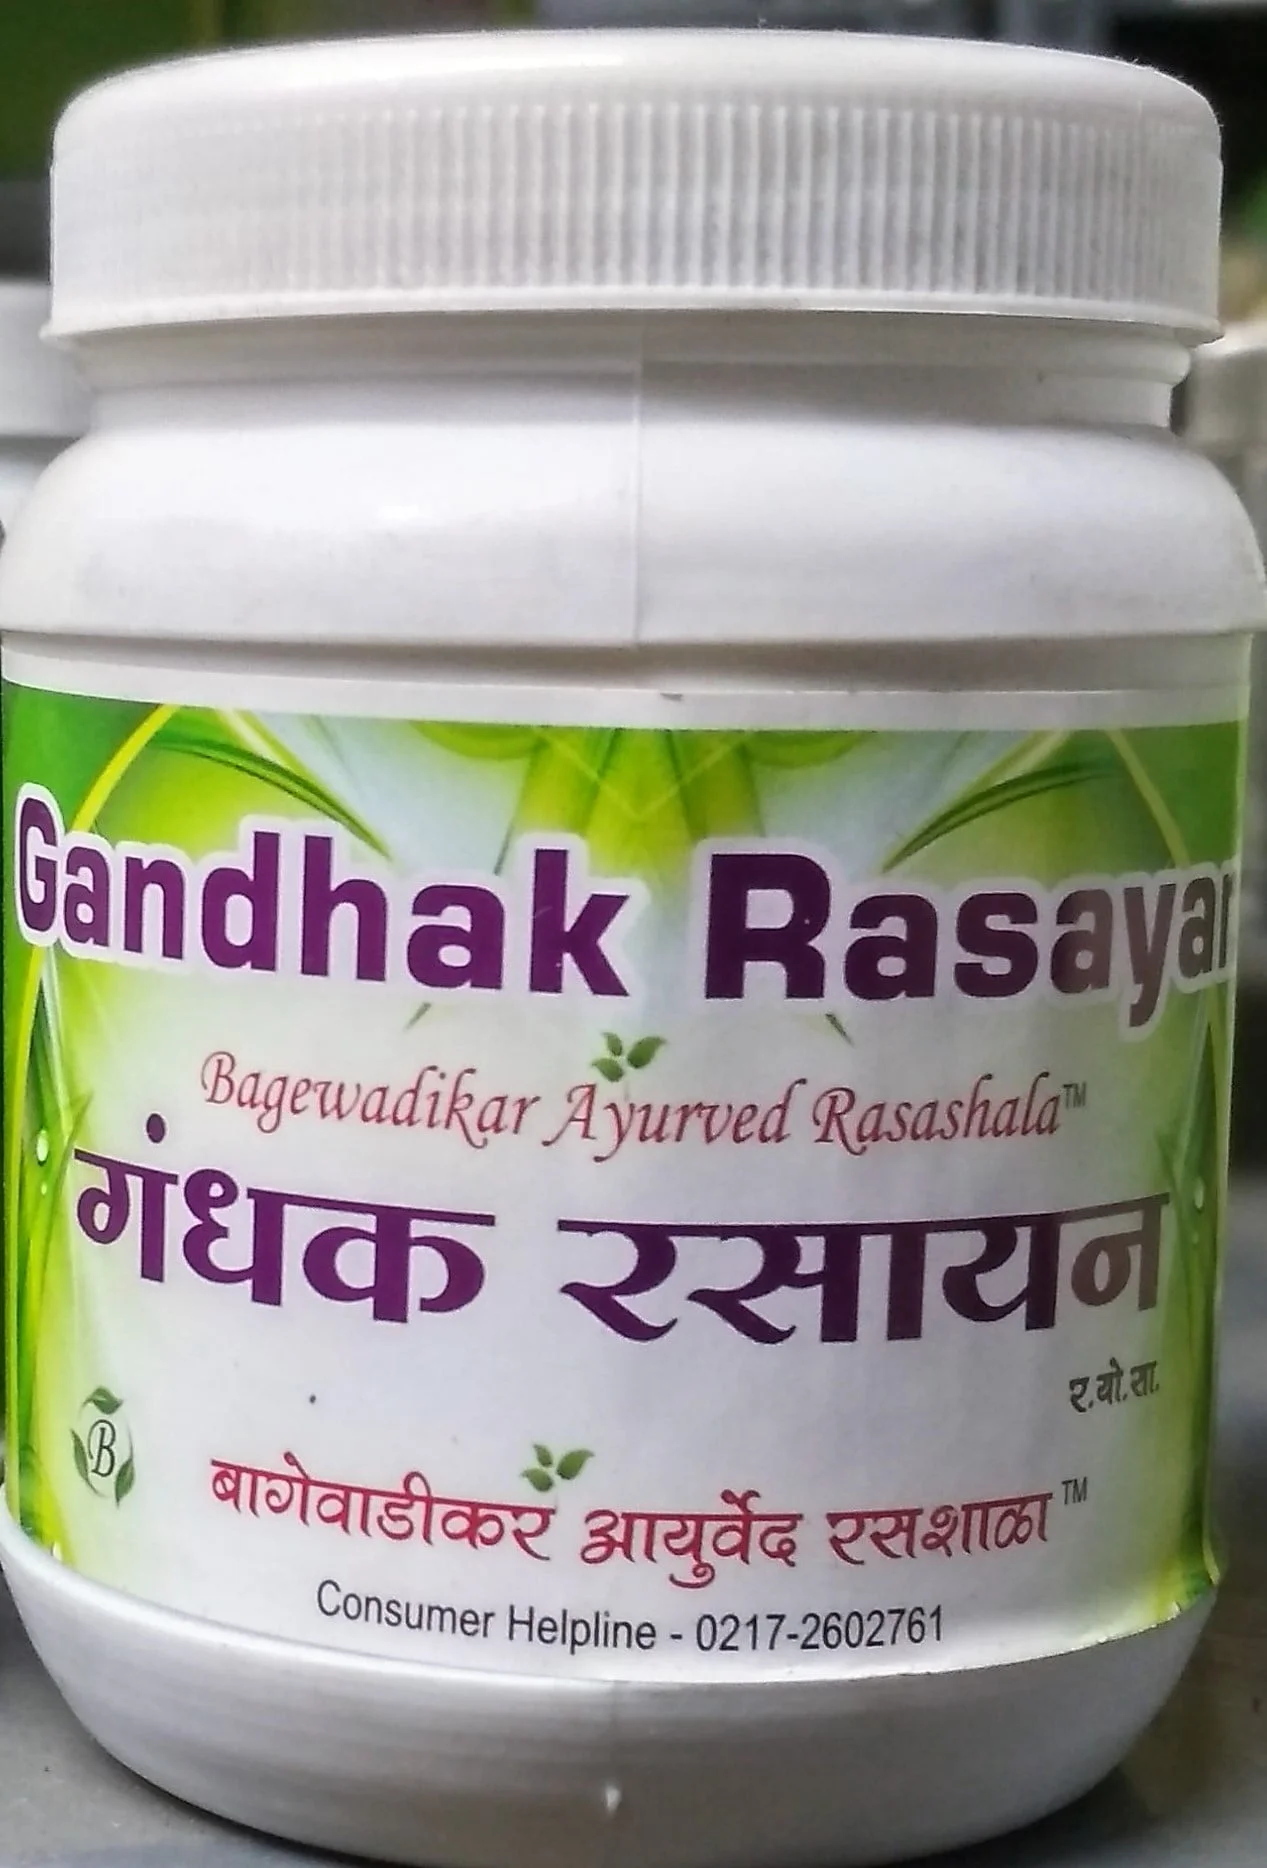 Gandhak Rasayan
Bagewadikar Ayurved Rasashala™
गंधक रसायन
र.यो.सा.
B
बागेवाडीकर आयुर्वेद रसशाळा™
Consumer Helpline - 0217-2602761